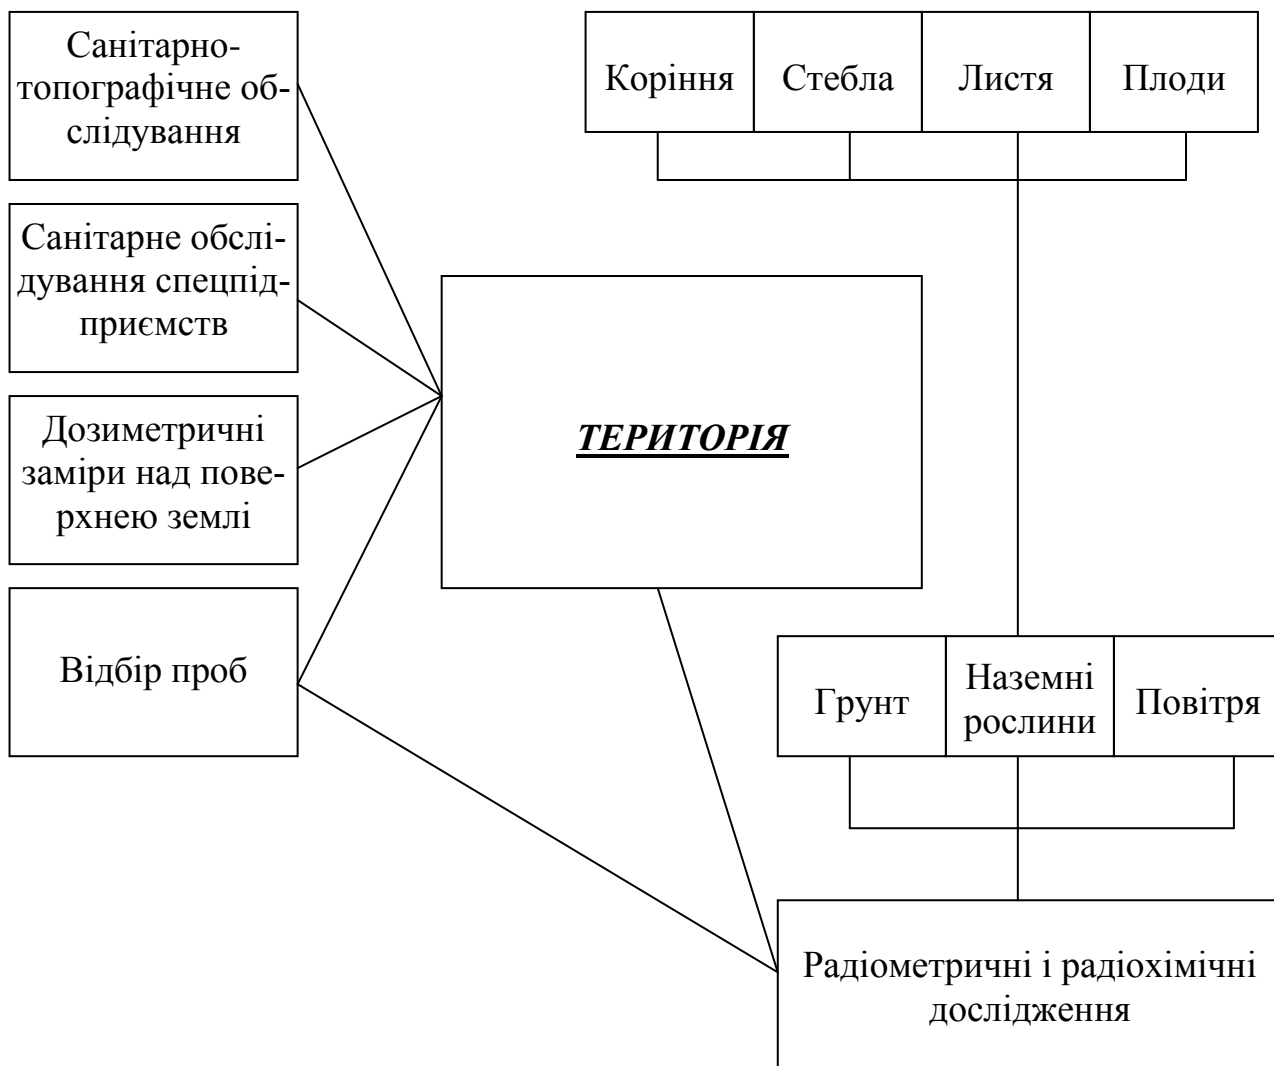 Санітарно-
топографічне об-
слідування
Коріння
Стебла
Листя
Плоди
Санітарне обслі-
дування спецпід-
приємств
ТЕРИТОРІЯ
Дозиметричні
заміри над пове-
рхнею землі
Відбір проб
Грунт
Наземні
рослини
Повітря
Радіометричні і радіохімічні
дослідження